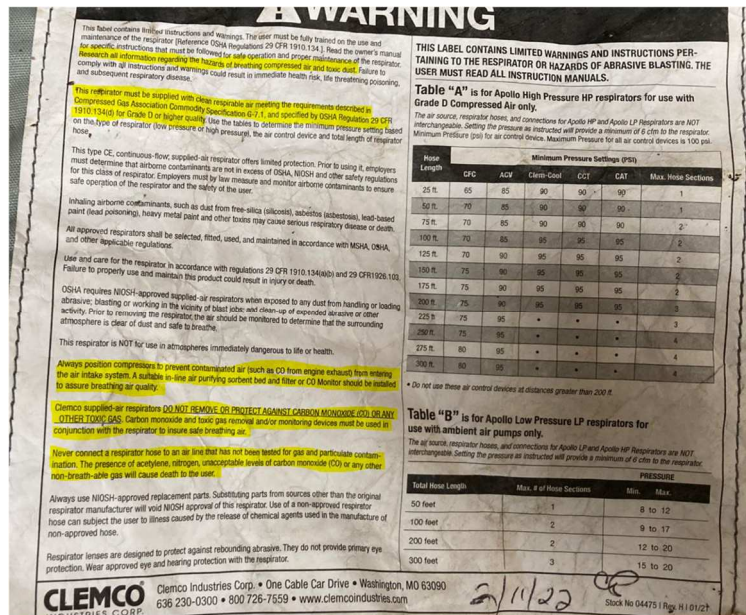 WARNING
This label contains limited instructions and warnings. The user must be fully trained on the use and
maintenance of the respirator [Reference OSHA Regulations 29 CFR 1910.134.]. Read the owner's manual
for specific instructions that must be followed for safe operation and proper maintenance of the respirator.
Research all information regarding the hazards of breathing compressed air and toxic dust. Failure to
comply with all instructions and warnings could result in immediate health risk, life threatening poisoning,
and subsequent respiratory disease.
This respirator must be supplied with clean respirable air meeting the requirements described in
Compressed Gas Association Commodity Specification G-7.1, and specified by OSHA Regulation 29 CFR
1910.134(d) for Grade D or higher quality. Use the tables to determine the minimum pressure setting based
on the type of respirator (low pressure or high pressure), the air control device and total length of respirator
hose.
This type CE, continuous-flow, supplied-air respirator offers limited protection. Prior to using it, employers
must determine that airborne contaminants are not in excess of OSHA, NIOSH and other safety regulations
for this class of respirator. Employers must by law measure and monitor airborne contaminants to ensure
safe operation of the respirator and the safety of the user.
Inhaling airborne contaminants, such as dust from free-silica (silicosis), asbestos (asbestosis), lead-based
paint (lead poisoning), heavy metal paint and other toxins may cause serious respiratory disease or death.
All approved respirators shall be selected, fitted, used, and maintained in accordance with MSHA, OSHA,
and other applicable regulations.
Use and care for the respirator in accordance with regulations 29 CFR 1910.134(a)(b) and 29 CFR1926.103.
Failure to properly use and maintain this product could result in injury or death.
OSHA requires NIOSH-approved supplied-air respirators when exposed to any dust from handling or loading
abrasive; blasting or working in the vicinity of blast jobs: and clean-up of expended abrasive or other
activity. Prior to removing the respirator, the air should be monitored to determine that the surrounding
atmosphere is clear of dust and safe to breathe.
This respirator is NOT for use in atmospheres immediately dangerous to life or health.
Always position compressors to prevent contaminated air (such as CO from engine exhaust) from entering
the air intake system. A suitable in-line air purifying sorbent bed and filter or CO Monitor should be installed
to assure breathing air quality.
Clemco supplied-air respirators DO NOT REMOVE OR PROTECT AGAINST CARBON MONOXIDE (CO) OR ANY
OTHER TOXIC GAS. Carbon monoxide and toxic gas removal and/or monitoring devices must be used in
conjunction with the respirator to insure safe breathing air.
Never connect a respirator hose to an air line that has not been tested for gas and particulate contam-
ination. The presence of acetylene, nitrogen, unacceptable levels of carbon monoxide (CO) or any other
non-breath-able gas will cause death to the user.
Always use NIOSH-approved replacement parts. Substituting parts from sources other than the original
respirator manufacturer will void NIOSH approval of this respirator. Use of a non-approved respirator
hose can subject the user to illness caused by the release of chemical agents used in the manufacture of
non-approved hose.
Respirator lenses are designed to protect against rebounding abrasive. They do not provide primary eye
protection. Wear approved eye and hearing protection with the respirator.
THIS LABEL CONTAINS LIMITED WARNINGS AND INSTRUCTIONS PER-
TAINING TO THE RESPIRATOR OR HAZARDS OF ABRASIVE BLASTING. THE
USER MUST READ ALL INSTRUCTION MANUALS.
Table "A" is for Apollo High Pressure HP respirators for use with
Grade D Compressed Air only.
The air source, respirator hoses, and connections for Apollo HP and Apollo LP Respirators are NOT
interchangeable. Setting the pressure as instructed will provide a minimum of 6 cfm to the respirator.
Minimum Pressure (psi) for air control device. Maximum Pressure for all air control devices is 100 psi.
Hose Length Minimum Pressure Settings (PSI)
CFC ACV Clem-Cool CCT CAT Max. Hose Sections
25 ft. 65 85 90 90 90 1
50 ft. 70 85 90 90 90 1
75 ft. 70 85 90 90 90 2
100 ft. 70 85 95 95 95 2
125 ft. 70 90 95 95 95 2
150 ft. 75 90 95 95 95 2
175 ft. 75 90 95 95 95 2
200 ft. 75 90 95 95 95 2
225 ft 75 95 • • • 3
250 ft. 75 95 • • • 4
275 ft. 80 95 • • • 4
300 ft. 80 95 • • • 4
• Do not use these air control devices at distances greater than 200 ft.
Table "B" is for Apollo Low Pressure LP respirators for
use with ambient air pumps only.
The air source, respirator hoses, and connections for Apollo LP and Apollo HP Respirators are NOT
interchangeable. Setting the pressure as instructed will provide a minimum of 6 cfm to the respirator.
PRESSURE
Total Hose Length Max. # of Hose Sections Min. Max.
50 feet 1 8 to 12
100 feet 2 9 to 17
200 feet 2 12 to 20
300 feet 3 15 to 20
CLEMCO
INDUSTRIES CORP.
Clemco Industries Corp. • One Cable Car Drive • Washington, MO 63090
636 230-0300 • 800 726-7559 • www.clemcoindustries.com
2/11/22
Stock No 04475 | Rev. H | 01/21